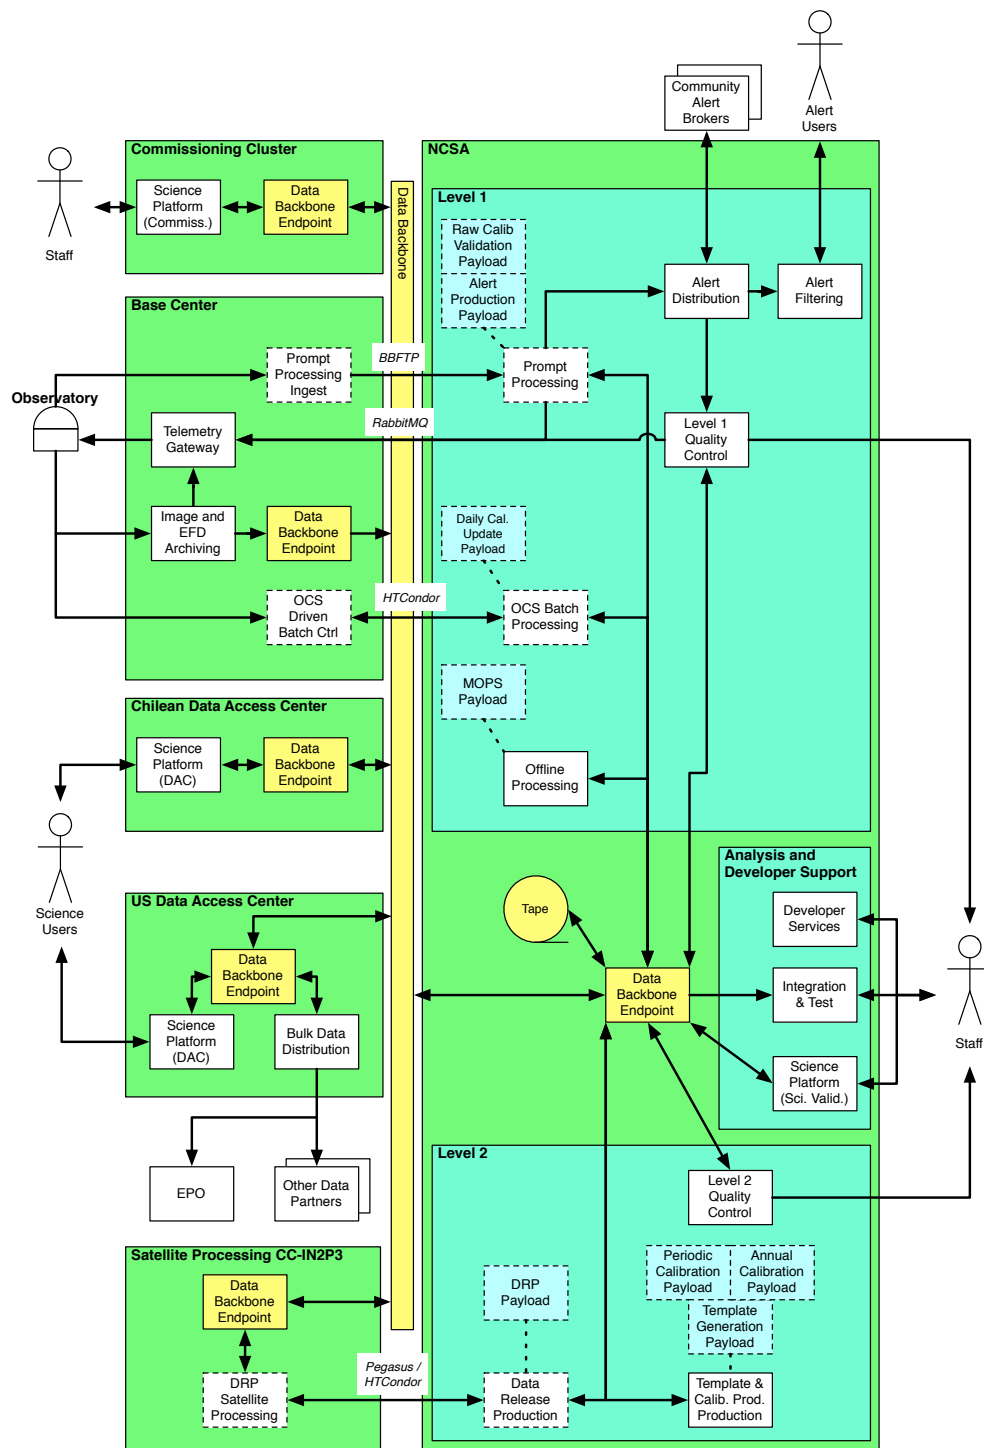 Community
Alert
Brokers
Alert
Users
Commissioning Cluster
Staff
Science
Platform
(Commiss.)
Data
Backbone
Endpoint
Data Backbone
NCSA
Level 1
Raw Calib
Validation
Payload
Alert
Production
Payload
Alert
Distribution
Alert
Filtering
Base Center
Prompt
Processing
Ingest
BBFTP
Prompt
Processing
Observatory
Telemetry
Gateway
RabbitMQ
Level 1
Quality
Control
Image and
EFD
Archiving
Data
Backbone
Endpoint
Daily Cal.
Update
Payload
OCS
Driven
Batch Ctrl
HTCondor
OCS Batch
Processing
MOPS
Payload
Offline
Processing
Chilean Data Access Center
Science
Platform
(DAC)
Data
Backbone
Endpoint
Science
Users
US Data Access Center
Data
Backbone
Endpoint
Science
Platform
(DAC)
Bulk Data
Distribution
EPO
Other Data
Partners
Tape
Data
Backbone
Endpoint
Analysis and
Developer Support
Developer
Services
Integration
& Test
Science
Platform
(Sci. Valid.)
Staff
Level 2
Level 2
Quality
Control
Periodic
Calibration
Payload
Annual
Calibration
Payload
Template
Generation
Payload
DRP
Payload
Data
Release
Production
Template &
Calib. Prod.
Production
Satellite Processing CC-IN2P3
Data
Backbone
Endpoint
DRP
Satellite
Processing
Pegasus /
HTCondor